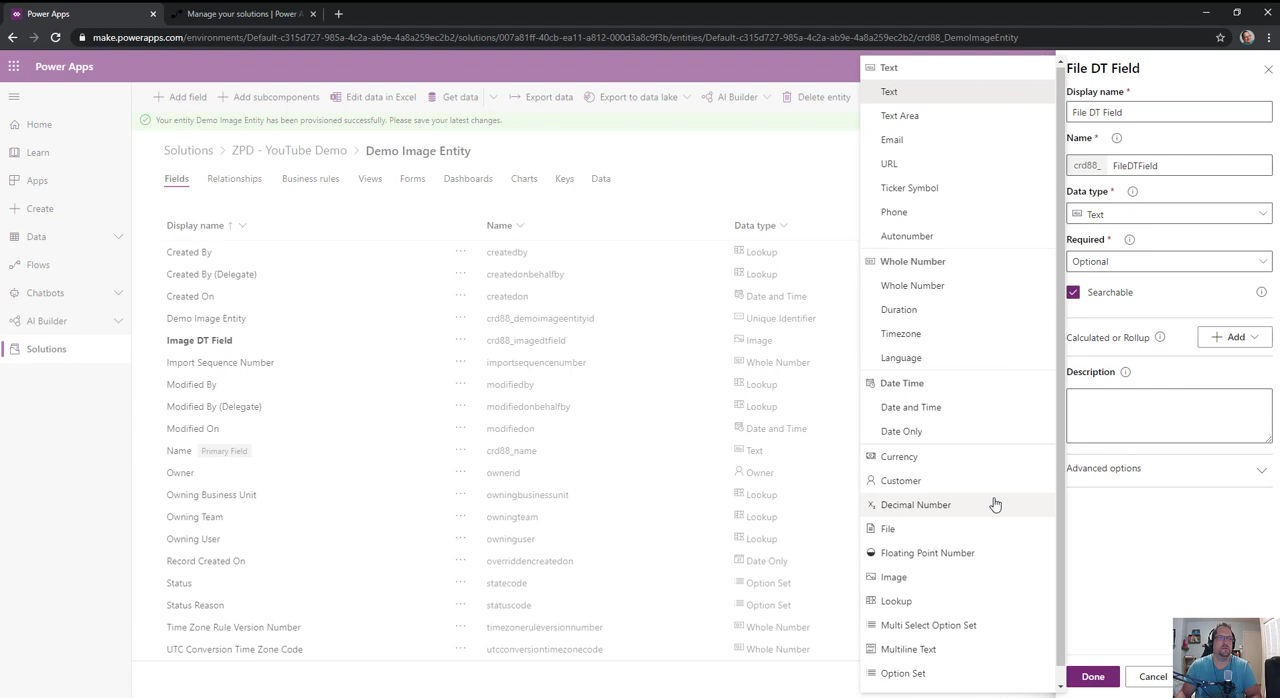 Power Apps
Manage your solutions | Power A
make.powerapps.com/environments/Default-c315d727-985a-4c2a-ab9e-4a8a259ec2b2/solutions/007a81ff-40cb-ea11-a812-000d3a8c9f3b/entities/Default-c315d727-985a-4c2a-ab9e-4a8a259ec2b2/crd88_DemoImageEntity
Power Apps
Home
Learn
Apps
Create
Data
Flows
Chatbots
AI Builder
Solutions
Add field
Add subcomponents
Edit data in Excel
Get data
Export data
Export to data lake
AI Builder
Delete entity
Your entity Demo Image Entity has been provisioned successfully. Please save your latest changes.
Solutions > ZPD - YouTube Demo > Demo Image Entity
Fields Relationships Business rules Views Forms Dashboards Charts Keys Data
Display name ↑ Name Data type
Created By ··· createdby Lookup
Created By (Delegate) ··· createdonbehalfby Lookup
Created On ··· createdon Date and Time
Demo Image Entity ··· crd88_demoimageentityid Unique Identifier
Image DT Field ··· crd88_imagedtfield Image
Import Sequence Number ··· importsequencenumber Whole Number
Modified By ··· modifiedby Lookup
Modified By (Delegate) ··· modifiedonbehalfby Lookup
Modified On ··· modifiedon Date and Time
Name Primary Field ··· crd88_name Text
Owner ··· ownerid Owner
Owning Business Unit ··· owningbusinessunit Lookup
Owning Team ··· owningteam Lookup
Owning User ··· owninguser Lookup
Record Created On ··· overriddencreatedon Date Only
Status ··· statecode Option Set
Status Reason ··· statuscode Option Set
Time Zone Rule Version Number ··· timezoneruleversionnumber Whole Number
UTC Conversion Time Zone Code ··· utcconversiontimezonecode Whole Number
Text
Text
Text Area
Email
URL
Ticker Symbol
Phone
Autonumber
Whole Number
Whole Number
Duration
Timezone
Language
Date Time
Date and Time
Date Only
Currency
Customer
Decimal Number
File
Floating Point Number
Image
Lookup
Multi Select Option Set
Multiline Text
Option Set
File DT Field
Display name *
File DT Field
Name *
crd88_ FileDTField
Data type *
Text
Required *
Optional
Searchable
Calculated or Rollup
Add
Description
Advanced options
Done
Cancel